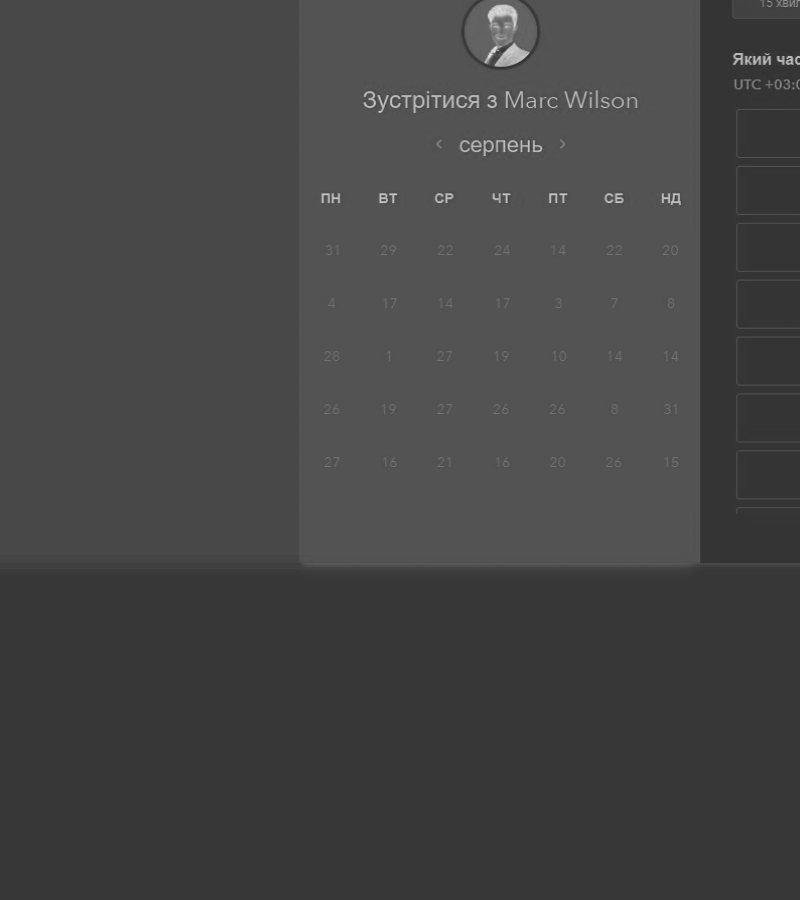 15 хвил
Який час
UTC +03:0
Зустрітися з Marc Wilson
серпень
ПН ВТ СР ЧТ ПТ СБ НД
31 29 22 24 14 22 20
4 17 14 17 3 7 8
28 1 27 19 10 14 14
26 19 27 26 26 8 31
27 16 21 16 20 26 15